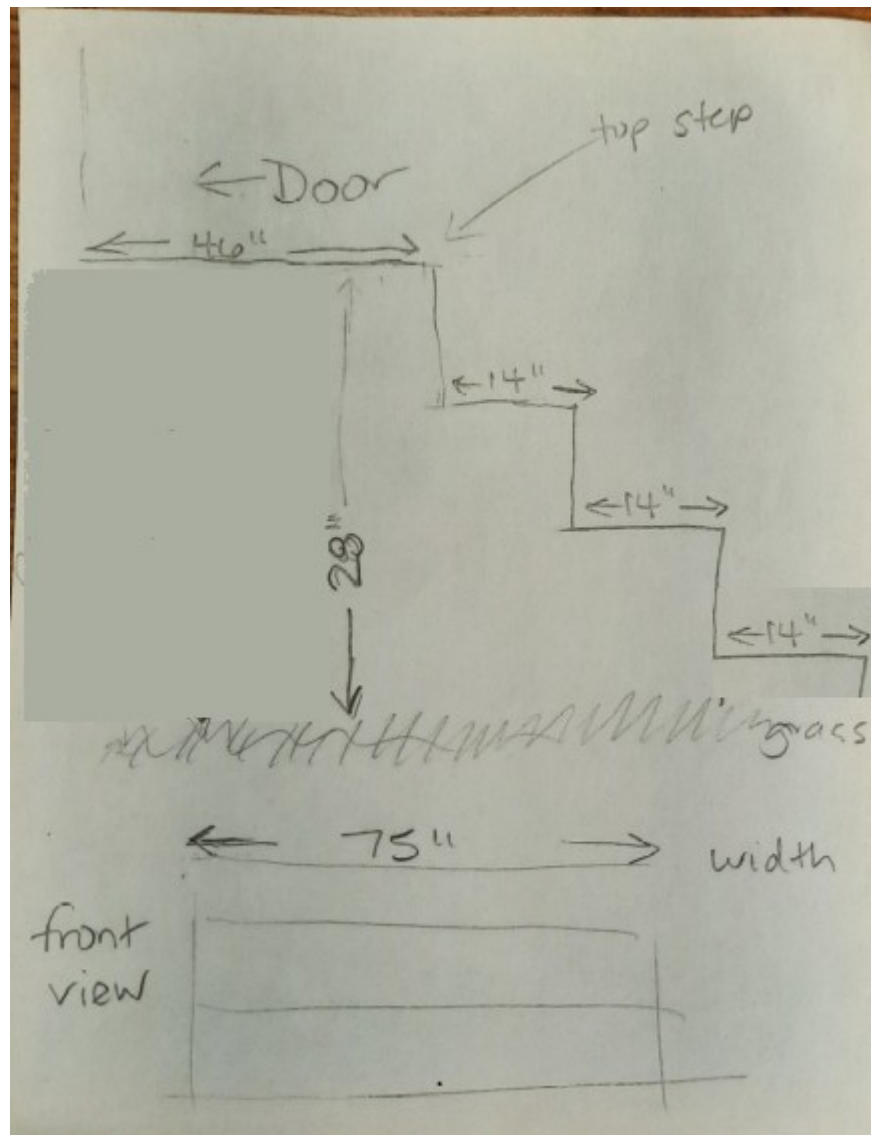 top step
Door
46"
14"
14"
28"
14"
grass
75"
width
front
view